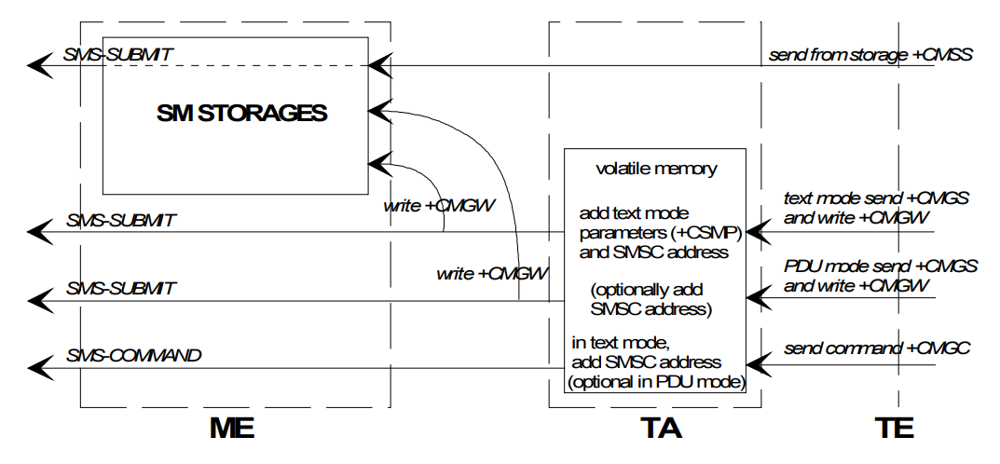 SMS-SUBMIT
send from storage +CMSS
SM STORAGES
volatile memory
write +CMGW
text mode send +CMGS
and write +CMGW
SMS-SUBMIT
add text mode
parameters (+CSMP)
and SMSC address
write +CMGW
PDU mode send +CMGS
and write +CMGW
SMS-SUBMIT
(optionally add
SMSC address)
SMS-COMMAND
in text mode,
add SMSC address
(optional in PDU mode)
send command +CMGC
ME
TA
TE